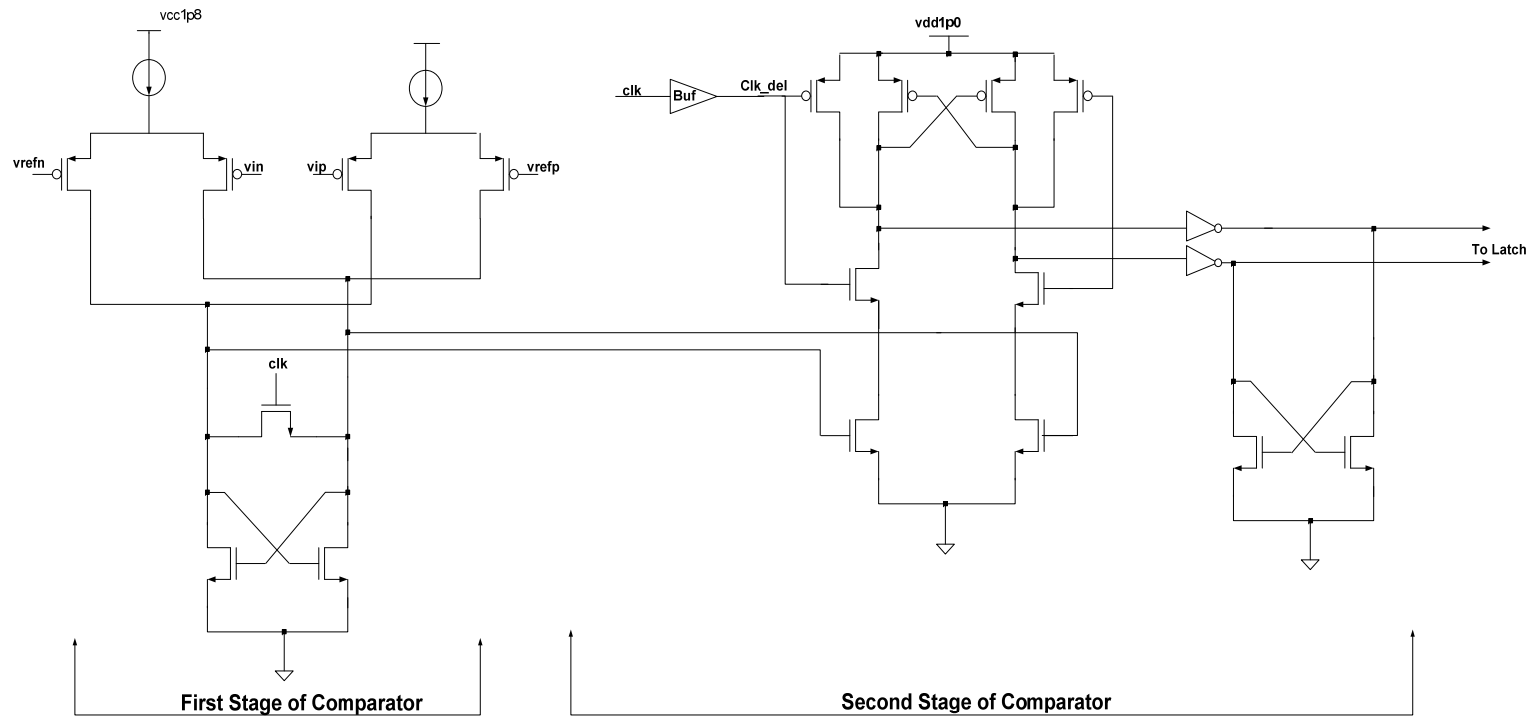 vcc1p8
vdd1p0
clk
Buf
Clk_del
vrefn
vin
vip
vrefp
To Latch
clk
First Stage of Comparator
Second Stage of Comparator